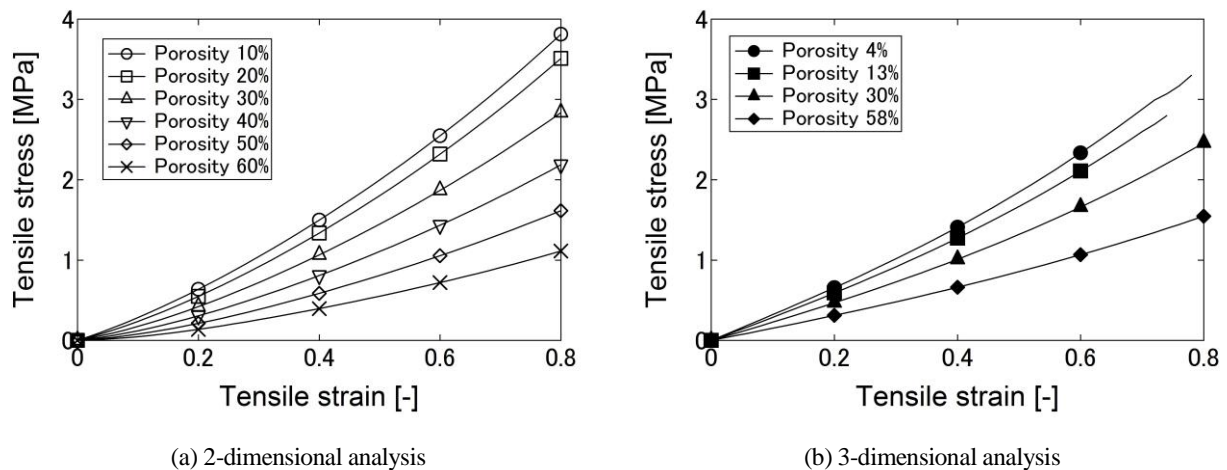 Tensile stress [MPa]
4
3
2
1
0
Porosity 10%
Porosity 20%
Porosity 30%
Porosity 40%
Porosity 50%
Porosity 60%
0 0.2 0.4 0.6 0.8
Tensile strain [-]
(a) 2-dimensional analysis
Tensile stress [MPa]
4
3
2
1
0
Porosity 4%
Porosity 13%
Porosity 30%
Porosity 58%
0 0.2 0.4 0.6 0.8
Tensile strain [-]
(b) 3-dimensional analysis